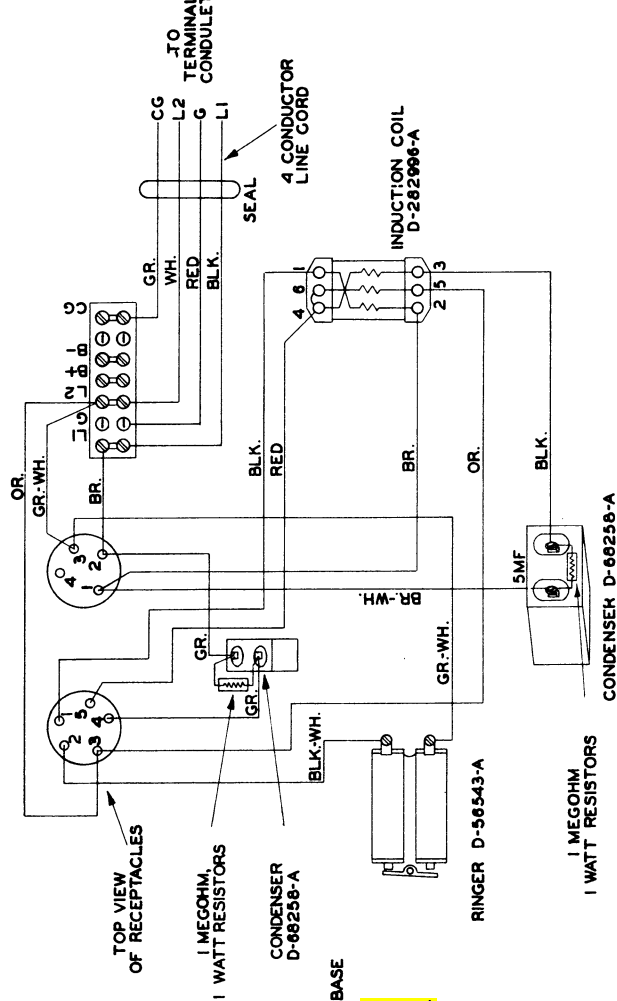 TO
TERMINAL
CONDULET
CG
L2
G
L1
4 CONDUCTOR
LINE CORD
SEAL
GR.
WH.
RED
BLK.
CG
B-
B+
L2
G
L1
INDUCTION COIL
D-282996-A
1
6
4
3
5
2
OR.
GR.-WH.
BR.
BLK.
RED
BR.
OR.
BLK.
4
3
2
1
5MF
CONDENSER D-68258-A
BR.-WH.
GR.
GR.
GR.-WH.
BLK.-WH.
1
2
3
4
5
TOP VIEW
OF RECEPTACLES
1 MEGOHM,
1 WATT RESISTORS
CONDENSER
D-68258-A
RINGER D-56543-A
1 MEGOHM
1 WATT RESISTORS
BASE